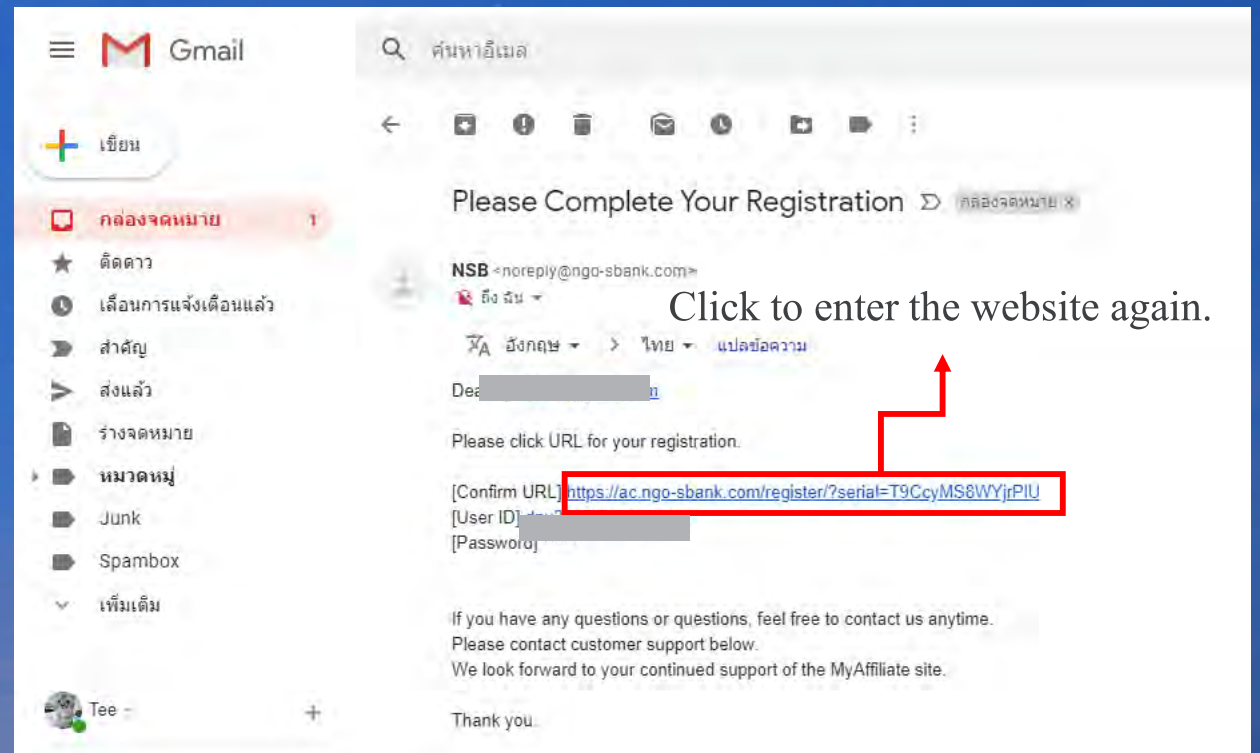 Gmail
ค้นหาอีเมล
เขียน
Please Complete Your Registration กล่องจดหมาย x
กล่องจดหมาย 1
NSB <noreply@ngo-sbank.com>
ติดดาว
ถึง ฉัน
Click to enter the website again.
เลื่อนการแจ้งเตือนแล้ว
อังกฤษ > ไทย แปลข้อความ
สำคัญ
ส่งแล้ว
ร่างจดหมาย
หมวดหมู่
Junk
Spambox
เพิ่มเติม
Please click URL for your registration.
[Confirm URL] https://ac.ngo-sbank.com/register/?serial=T9CcyMS8WYjrPIU
[User ID]
[Password]
If you have any questions or questions, feel free to contact us anytime.
Please contact customer support below.
We look forward to your continued support of the MyAffiliate site.
Thank you.
Tee -